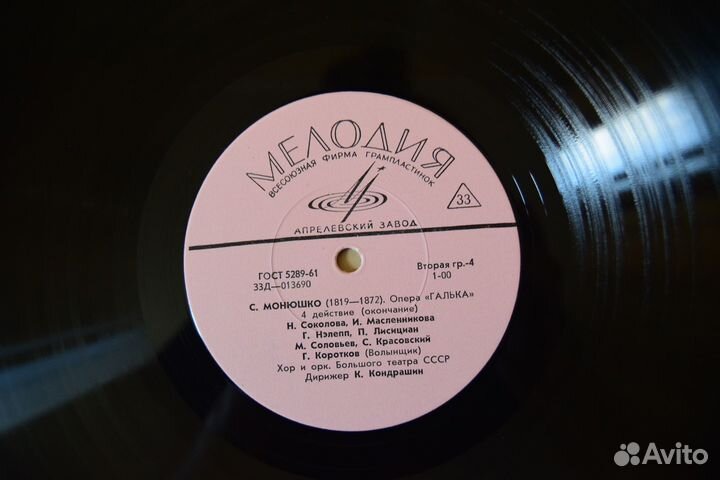 МЕЛОДИЯ
ВСЕСОЮЗНАЯ ФИРМА ГРАМПЛАСТИНОК
33
АПРЕЛЕВСКИЙ ЗАВОД
ГОСТ 5289-61 Вторая гр.-4
33Д—013690 1-00
С. МОНЮШКО (1819—1872). Опера «ГАЛЬКА»
4 действие (окончание)
Н. Соколова, И. Масленникова
Г. Нэлепп, П. Лисициан
М. Соловьев, С. Красовский
Г. Коротков (Волынщик)
Хор и орк. Большого театра СССР
Дирижер К. Кондрашин
Avito